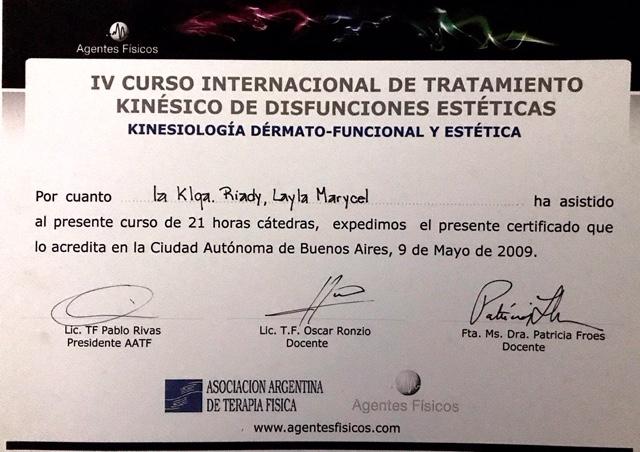 Agentes Físicos
IV CURSO INTERNACIONAL DE TRATAMIENTO
KINÉSICO DE DISFUNCIONES ESTÉTICAS
KINESIOLOGÍA DÉRMATO-FUNCIONAL Y ESTÉTICA
Por cuanto la Klga. Riady, Layla Marycel ha asistido
al presente curso de 21 horas cátedras, expedimos el presente certificado que
lo acredita en la Ciudad Autónoma de Buenos Aires, 9 de Mayo de 2009.
Lic. TF Pablo Rivas
Presidente AATF
Lic. T.F. Oscar Ronzio
Docente
Fta. Ms. Dra. Patricia Froes
Docente
ASOCIACION ARGENTINA
DE TERAPIA FISICA
Agentes Físicos
www.agentesfisicos.com